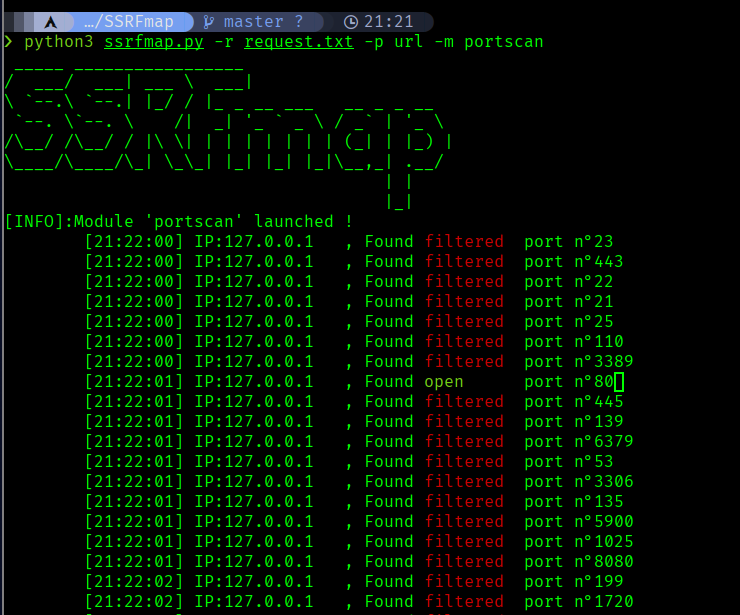 …/SSRFmap master ? 21:21
❯ python3 ssrfmap.py -r request.txt -p url -m portscan
SSRFmap
[INFO]:Module 'portscan' launched !
[21:22:00] IP:127.0.0.1   , Found filtered  port n°23
[21:22:00] IP:127.0.0.1   , Found filtered  port n°443
[21:22:00] IP:127.0.0.1   , Found filtered  port n°22
[21:22:00] IP:127.0.0.1   , Found filtered  port n°21
[21:22:00] IP:127.0.0.1   , Found filtered  port n°25
[21:22:00] IP:127.0.0.1   , Found filtered  port n°110
[21:22:00] IP:127.0.0.1   , Found filtered  port n°3389
[21:22:01] IP:127.0.0.1   , Found open      port n°80
[21:22:01] IP:127.0.0.1   , Found filtered  port n°445
[21:22:01] IP:127.0.0.1   , Found filtered  port n°139
[21:22:01] IP:127.0.0.1   , Found filtered  port n°6379
[21:22:01] IP:127.0.0.1   , Found filtered  port n°53
[21:22:01] IP:127.0.0.1   , Found filtered  port n°3306
[21:22:01] IP:127.0.0.1   , Found filtered  port n°135
[21:22:01] IP:127.0.0.1   , Found filtered  port n°5900
[21:22:01] IP:127.0.0.1   , Found filtered  port n°1025
[21:22:01] IP:127.0.0.1   , Found filtered  port n°8080
[21:22:02] IP:127.0.0.1   , Found filtered  port n°199
[21:22:02] IP:127.0.0.1   , Found filtered  port n°1720